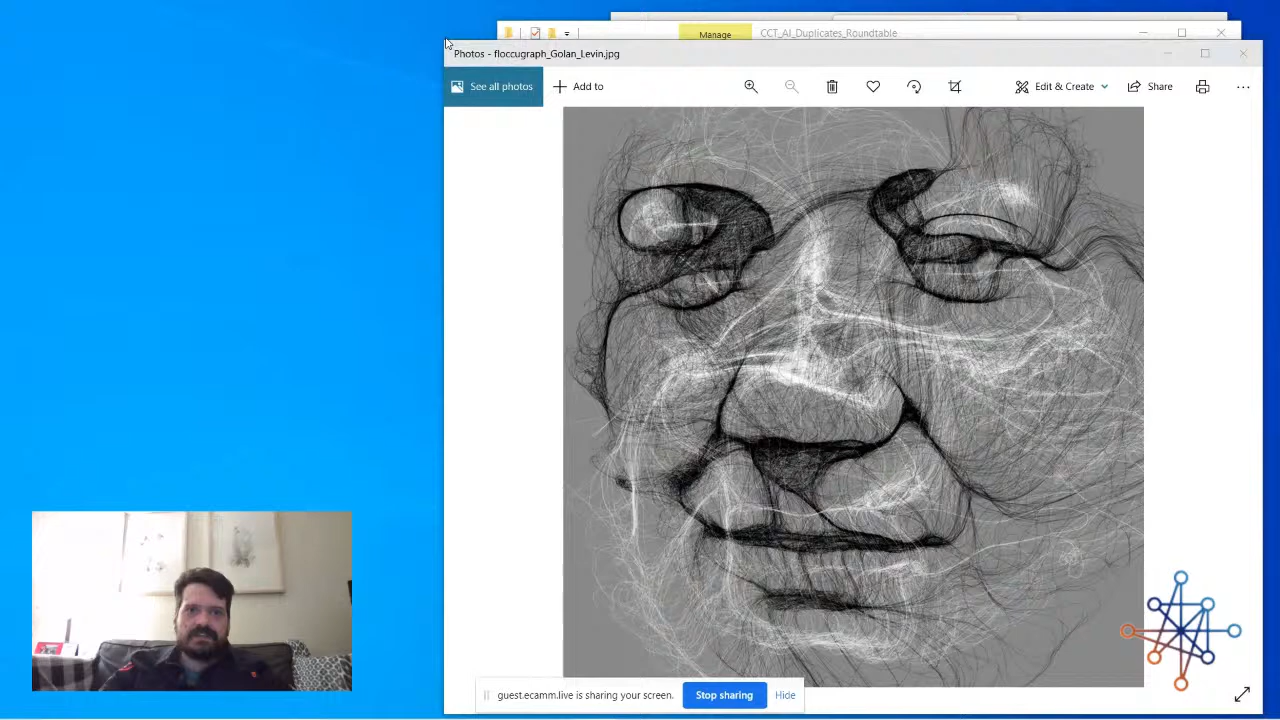 Manage
CCT_AI_Duplicates_Roundtable
Photos - floccugraph_Golan_Levin.jpg
See all photos
Add to
Edit & Create
Share
guest.ecamm.live is sharing your screen.
Stop sharing
Hide